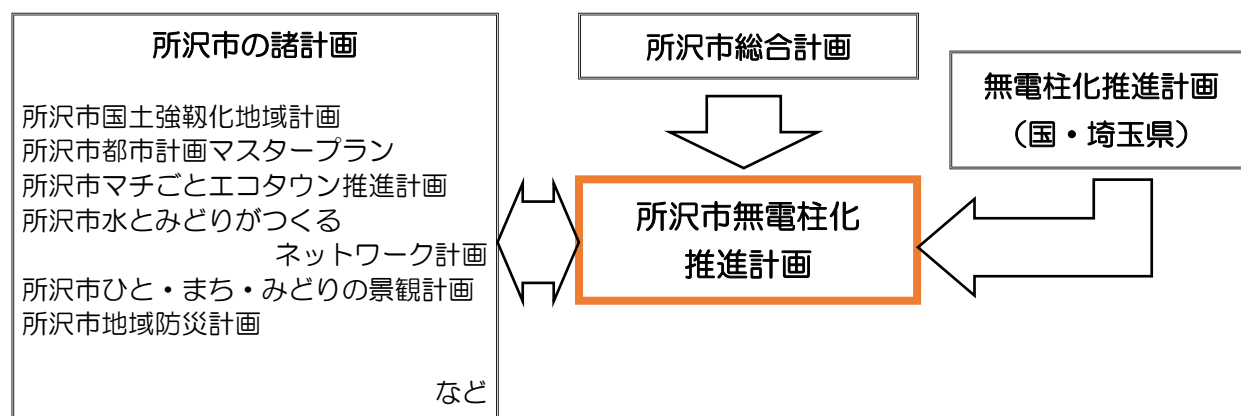 所沢市の諸計画
所沢市国土強靱化地域計画
所沢市都市計画マスタープラン
所沢市マチごとエコタウン推進計画
所沢市水とみどりがつくる
ネットワーク計画
所沢市ひと・まち・みどりの景観計画
所沢市地域防災計画
など
所沢市総合計画
無電柱化推進計画
（国・埼玉県）
所沢市無電柱化
推進計画